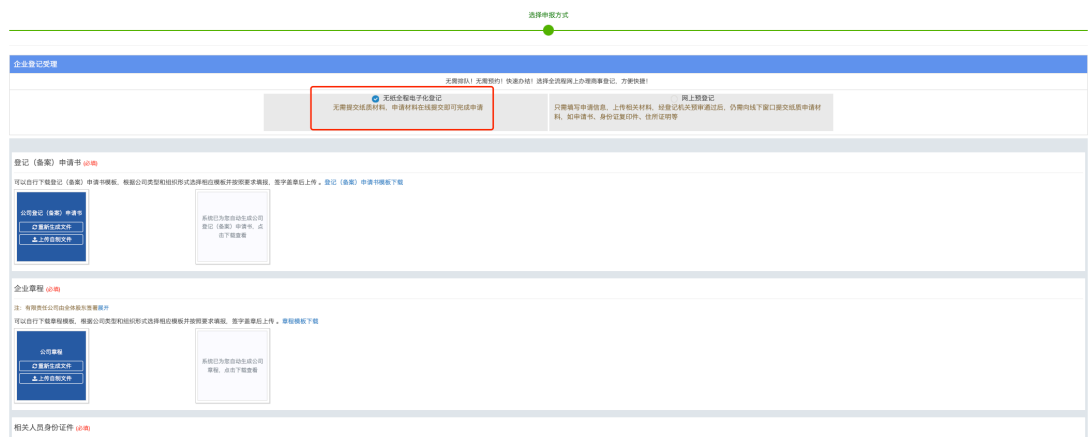 选择申报方式
企业登记受理
无需排队！无需预约！快速办结！选择全流程网上办理商事登记，方便快捷！
无纸全程电子化登记
无需提交纸质材料，申请材料在线提交即可完成申请
网上预登记
只需填写申请信息，上传相关材料，经登记机关预审通过后，仍需向线下窗口提交纸质申请材
料，如申请书、身份证复印件、住所证明等
登记（备案）申请书 (必填)
可以自行下载登记（备案）申请书模板，根据公司类型和组织形式选择相应模板并按照要求填报，签字盖章后上传 。登记（备案）申请书模板下载
公司登记（备案）申请书
重新生成文件
上传自制文件
系统已为您自动生成公司
登记（备案）申请书，点
击下载查看
企业章程 (必填)
注：有限责任公司由全体股东签署展开
可以自行下载章程模板，根据公司类型和组织形式选择相应模板并按照要求填报，签字盖章后上传 。章程模板下载
公司章程
重新生成文件
上传自制文件
系统已为您自动生成公司
章程，点击下载查看
相关人员身份证件 (必填)